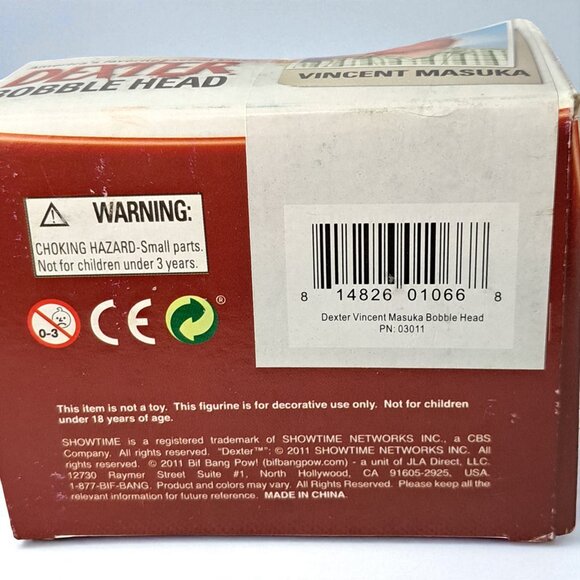 DEXTER
BOBBLE HEAD
VINCENT MASUKA
WARNING:
CHOKING HAZARD-Small parts.
Not for children under 3 years.
0-3
CE
®
8 14826 01066 8
Dexter Vincent Masuka Bobble Head
PN: 03011
This item is not a toy. This figurine is for decorative use only. Not for children
under 18 years of age.
SHOWTIME is a registered trademark of SHOWTIME NETWORKS INC., a CBS
Company. All rights reserved. "Dexter™": © 2011 SHOWTIME NETWORKS INC. All
rights reserved. © 2011 Bif Bang Pow! (bifbangpow.com) - a unit of JLA Direct, LLC.
12730 Raymer Street Suite #1, North Hollywood, CA 91605-2925, USA.
1-877-BIF-BANG. Product and colors may vary. All Rights Reserved. Please keep all the
relevant information for future reference. MADE IN CHINA.